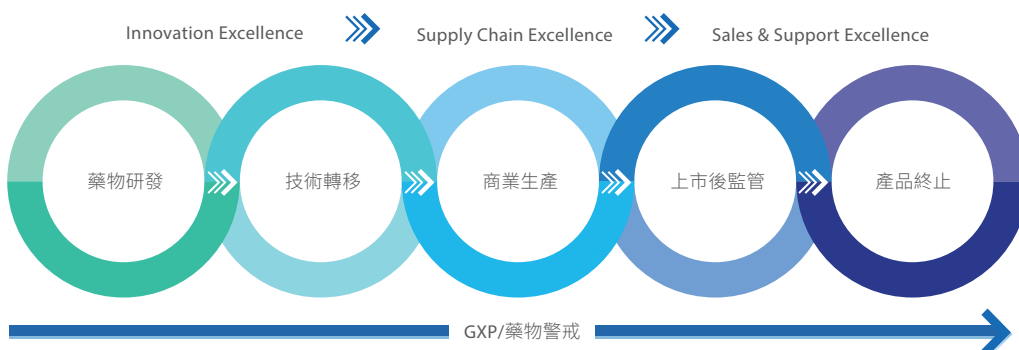 Innovation Excellence
Supply Chain Excellence
Sales & Support Excellence
藥物研發
技術轉移
商業生產
上市後監管
產品終止
GXP/藥物警戒